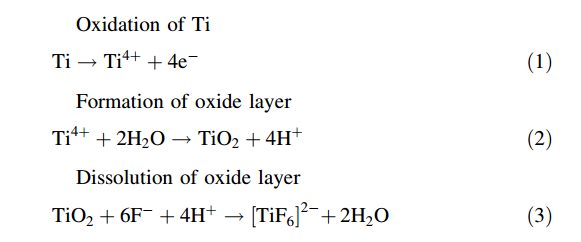 Oxidation of Ti
Ti → Ti⁴⁺ + 4e⁻ (1)
Formation of oxide layer
Ti⁴⁺ + 2H₂O → TiO₂ + 4H⁺ (2)
Dissolution of oxide layer
TiO₂ + 6F⁻ + 4H⁺ → [TiF₆]²⁻ + 2H₂O (3)